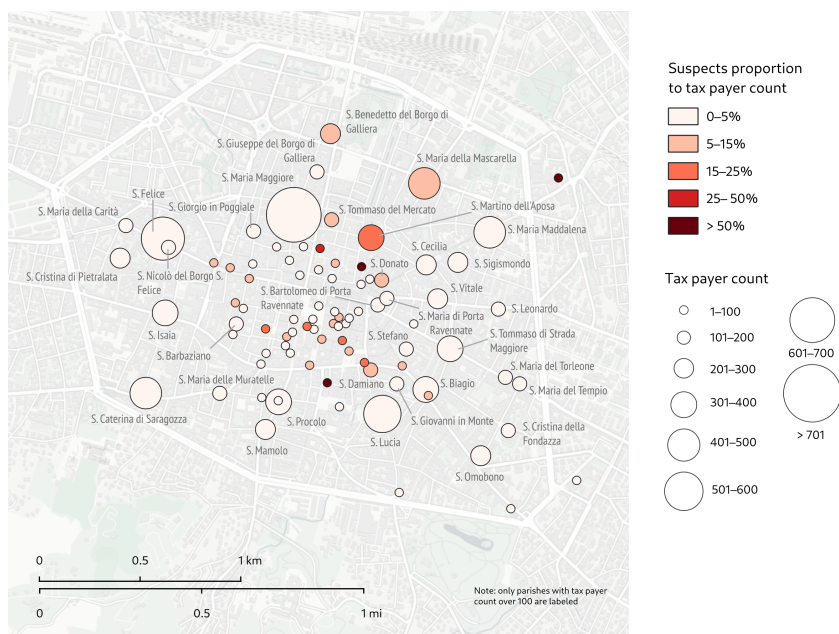 S. Benedetto del Borgo di
Galliera
S. Giuseppe del Borgo di
Galliera
S. Maria della Mascarella
S. Maria Maggiore
S. Felice
S. Giorgio in Poggiale
S. Martino dell'Aposa
S. Maria della Carità
S. Tommaso del Mercato
S. Maria Maddalena
S. Cecilia
S. Cristina di Pietralata
S. Nicolò del Borgo S.
Felice
S. Donato
S. Sigismondo
S. Bartolomeo di Porta
Ravennate
S. Vitale
S. Leonardo
S. Maria di Porta
Ravennate
S. Isaia
S. Stefano
S. Tommaso di Strada
Maggiore
S. Barbaziano
S. Maria del Torleone
S. Maria delle Muratelle
S. Damiano
S. Biagio
S. Maria del Tempio
S. Caterina di Saragozza
S. Procolo
S. Giovanni in Monte
S. Cristina della
Fondazza
S. Lucia
S. Mamolo
S. Omobono
0
0.5
1 km
0
0.5
1 mi
Note: only parishes with tax payer
count over 100 are labeled
Suspects proportion
to tax payer count
0–5%
5–15%
15–25%
25– 50%
> 50%
Tax payer count
1–100
101–200
201–300
301–400
401–500
501–600
601–700
> 701